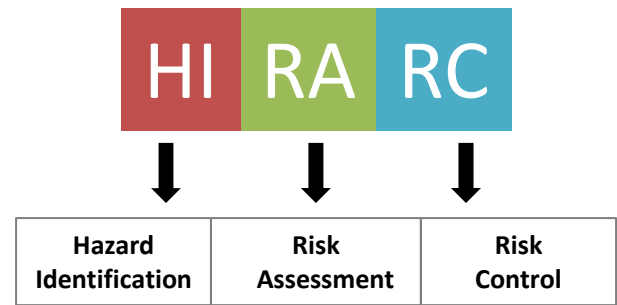 HI RA RC
Hazard Risk Risk
Identification Assessment Control